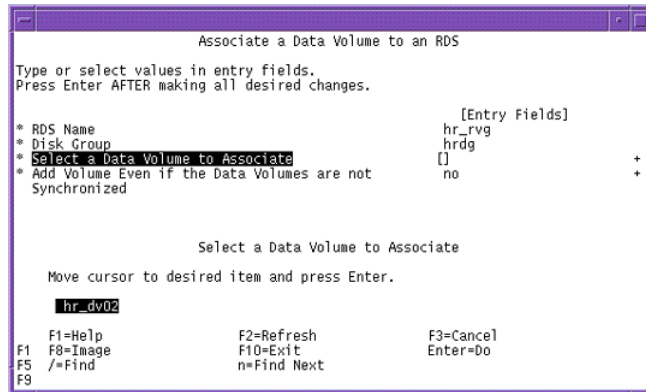 Associate a Data Volume to an RDS
Type or select values in entry fields.
Press Enter AFTER making all desired changes.
[Entry Fields]
* RDS Name hr_rvg
* Disk Group hrdg
* Select a Data Volume to Associate [] +
* Add Volume Even if the Data Volumes are not no +
Synchronized
Select a Data Volume to Associate
Move cursor to desired item and press Enter.
hr_dv02
F1=Help F2=Refresh F3=Cancel
F1 F8=Image F10=Exit Enter=Do
F5 /=Find n=Find Next
F9